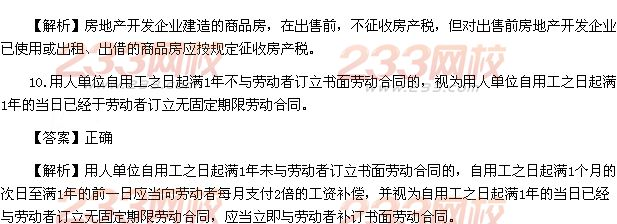 【解析】房地产开发企业建造的商品房，在出售前，不征收房产税，但对出售前房地产开发企业
已使用或出租、出借的商品房应按规定征收房产税。
10.用人单位自用工之日起满1年不与劳动者订立书面劳动合同的，视为用人单位自用工之日起满
1年的当日已经于劳动者订立无固定期限劳动合同。
【答案】正确
【解析】用人单位自用工之日起满1年未与劳动者订立书面劳动合同的，自用工之日起满1个月的
次日至满1年的前一日应当向劳动者每月支付2倍的工资补偿，并视为自用工之日起满1年的当日已经
与劳动者订立无固定期限劳动合同，应当立即与劳动者补订书面劳动合同。
233网校
233网校